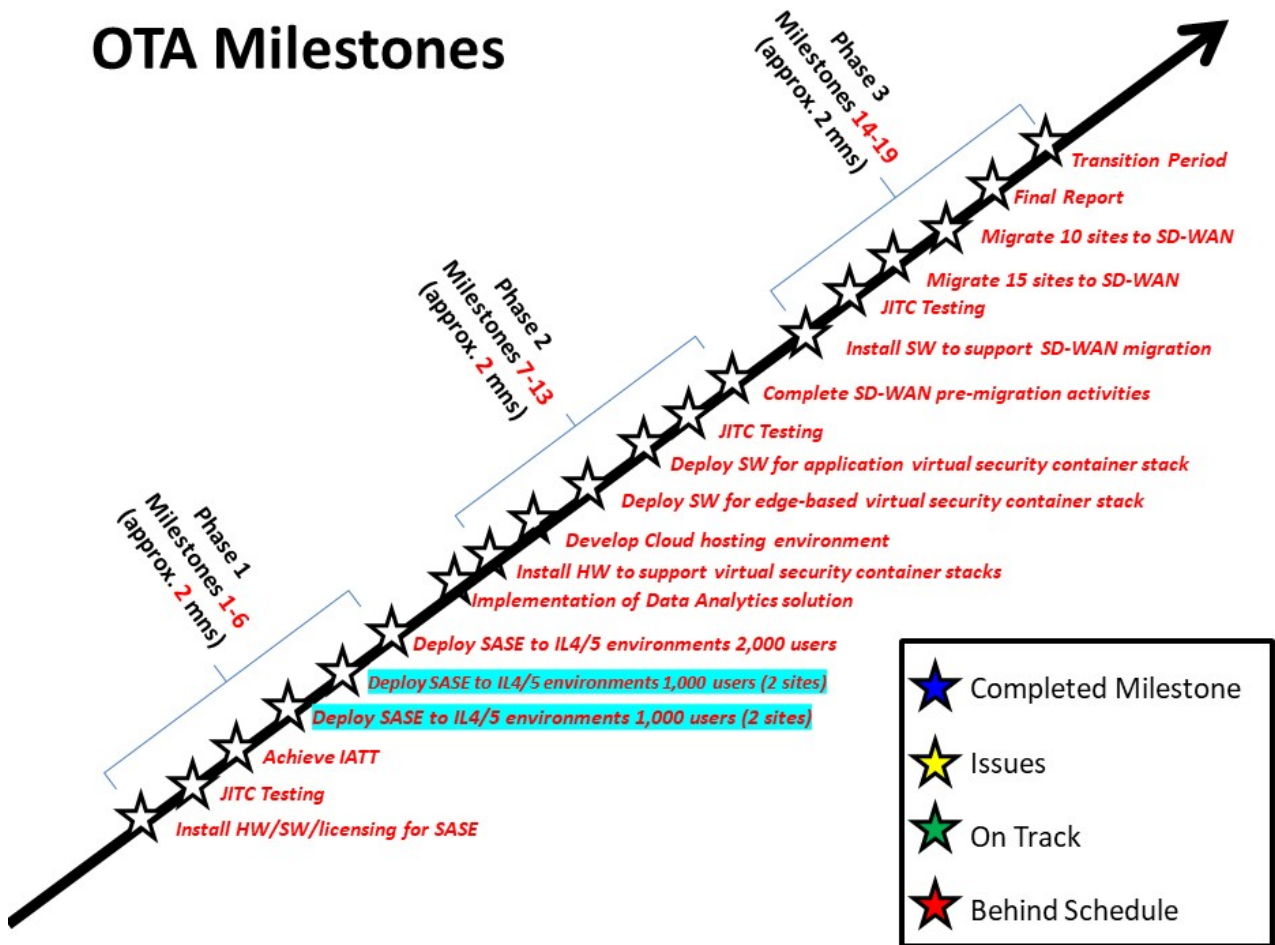 OTA Milestones
Phase 3
Milestones 14-19
(approx. 2 mns)
Transition Period
Final Report
Migrate 10 sites to SD-WAN
Migrate 15 sites to SD-WAN
JITC Testing
Install SW to support SD-WAN migration
Phase 2
Milestones 7-13
(approx. 2 mns)
Complete SD-WAN pre-migration activities
JITC Testing
Deploy SW for application virtual security container stack
Deploy SW for edge-based virtual security container stack
Develop Cloud hosting environment
Install HW to support virtual security container stacks
Implementation of Data Analytics solution
Phase 1
Milestones 1-6
(approx. 2 mns)
Deploy SASE to IL4/5 environments 2,000 users
Deploy SASE to IL4/5 environments 1,000 users (2 sites)
Deploy SASE to IL4/5 environments 1,000 users (2 sites)
Achieve IATT
JITC Testing
Install HW/SW/licensing for SASE
Completed Milestone
Issues
On Track
Behind Schedule